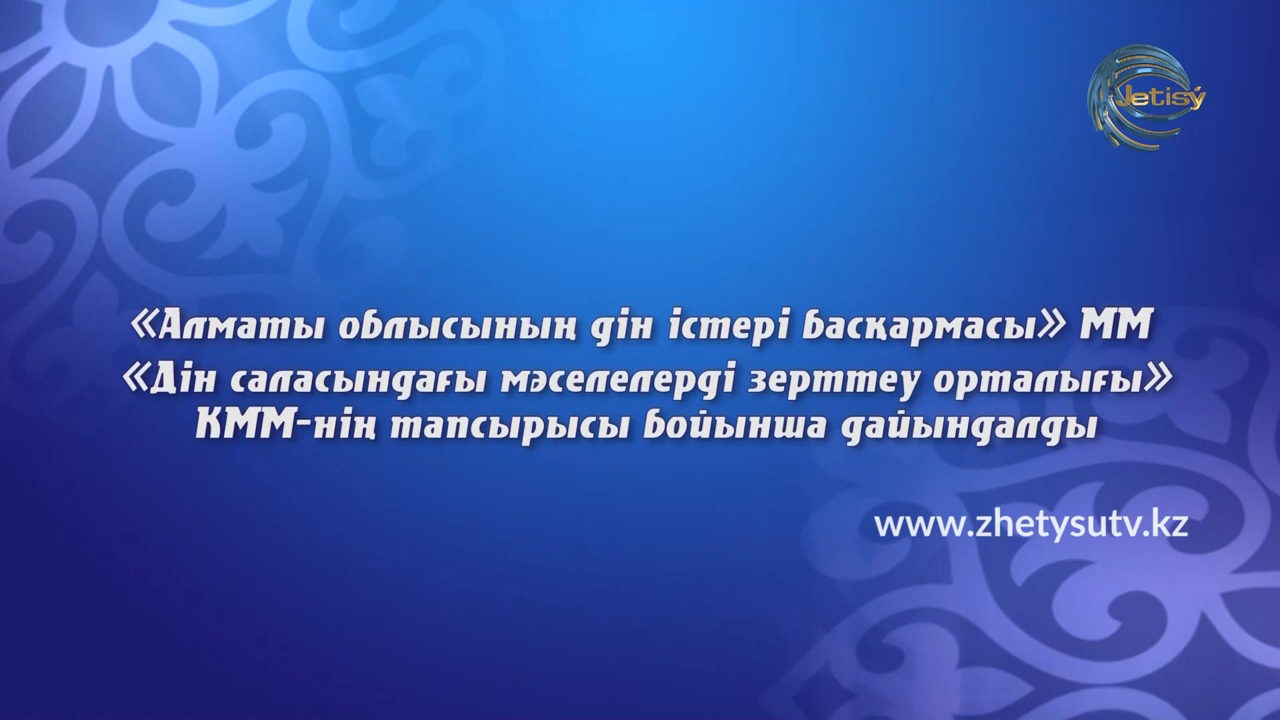 Jetisý
«Алматы облысының дін істері басқармасы» ММ
«Дін саласындағы мәселелерді зерттеу орталығы»
КММ-нің тапсырысы бойынша дайындалды
www.zhetysutv.kz